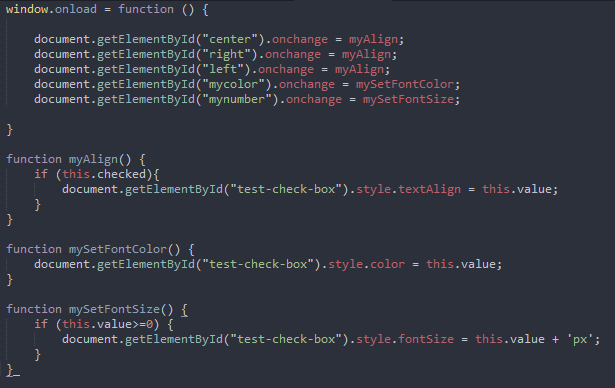 window.onload = function () {
document.getElementById("center").onchange = myAlign;
document.getElementById("right").onchange = myAlign;
document.getElementById("left").onchange = myAlign;
document.getElementById("mycolor").onchange = mySetFontColor;
document.getElementById("mynumber").onchange = mySetFontSize;
}
function myAlign() {
if (this.checked){
document.getElementById("test-check-box").style.textAlign = this.value;
}
}
function mySetFontColor() {
document.getElementById("test-check-box").style.color = this.value;
}
function mySetFontSize() {
if (this.value>=0) {
document.getElementById("test-check-box").style.fontSize = this.value + 'px';
}
}